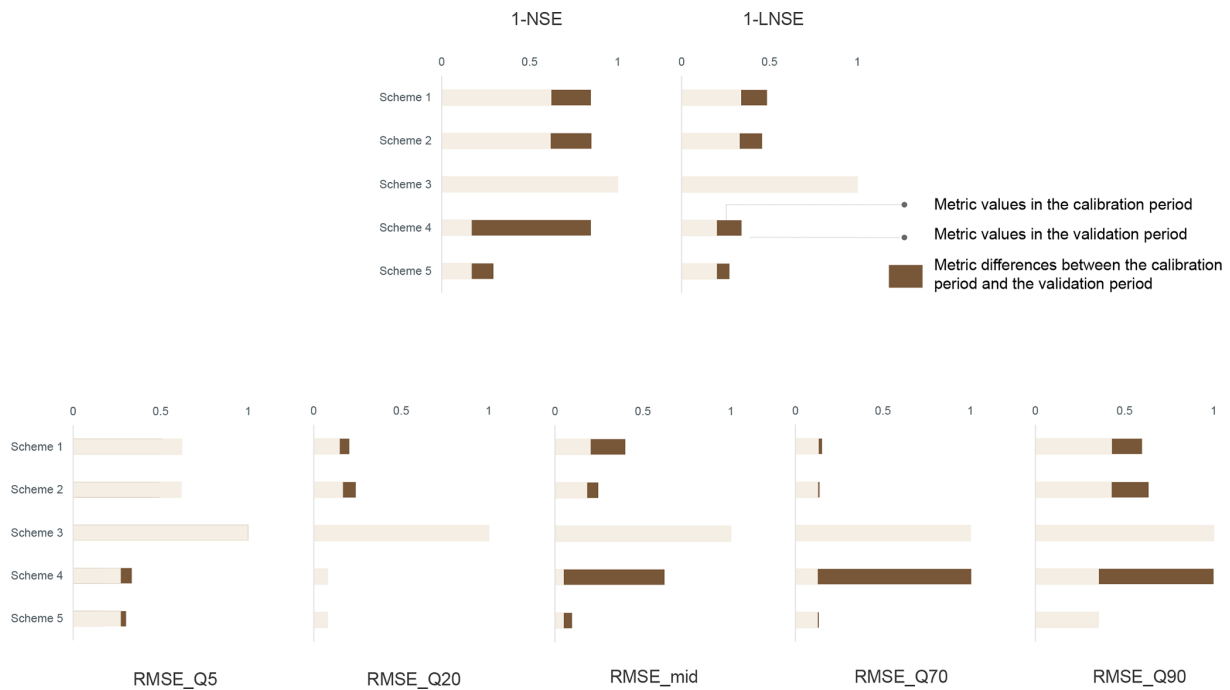 1-NSE 1-LNSE
0 0.5 1 0 0.5 1
Scheme 1
Scheme 2
Scheme 3
Scheme 4
Scheme 5
Metric values in the calibration period
Metric values in the validation period
Metric differences between the calibration
period and the validation period
0 0.5 1 0 0.5 1 0 0.5 1 0 0.5 1 0 0.5 1
Scheme 1
Scheme 2
Scheme 3
Scheme 4
Scheme 5
RMSE_Q5 RMSE_Q20 RMSE_mid RMSE_Q70 RMSE_Q90